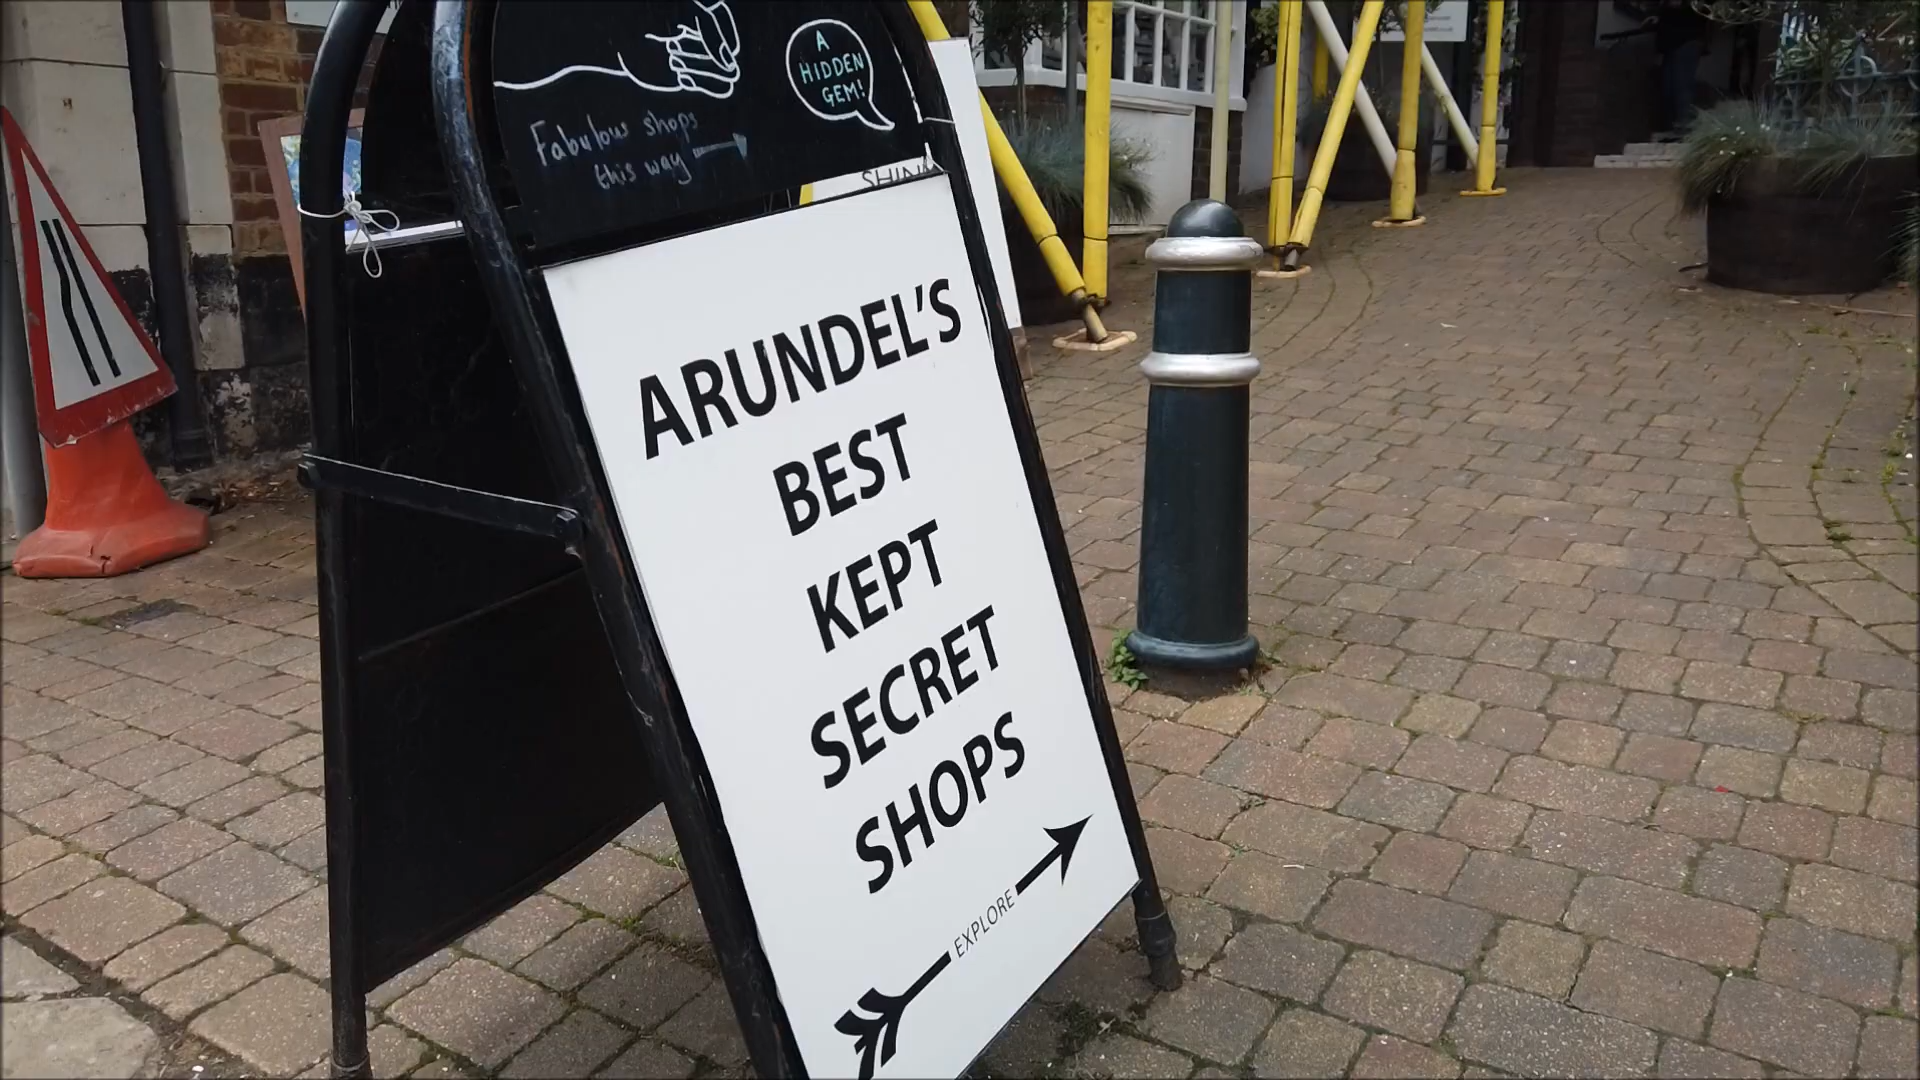 A
HIDDEN
GEM!
Fabulous shops
this way
ARUNDEL'S
BEST
KEPT
SECRET
SHOPS
EXPLORE